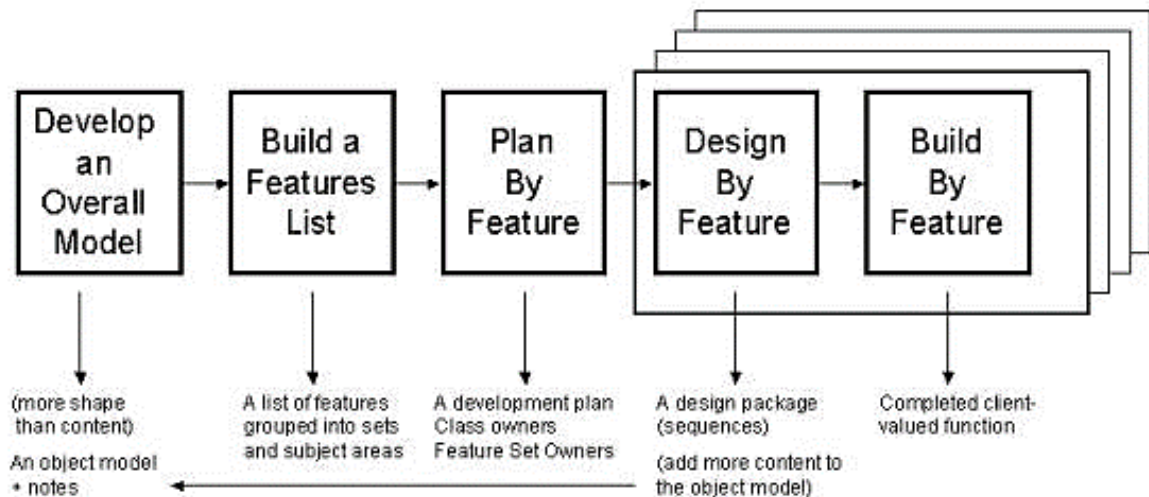 Develop
an
Overall
Model
Build a
Features
List
Plan
By
Feature
Design
By
Feature
Build
By
Feature
(more shape
than content)
An object model
+ notes
A list of features
grouped into sets
and subject areas
A development plan
Class owners
Feature Set Owners
A design package
(sequences)
(add more content to
the object model)
Completed client-
valued function